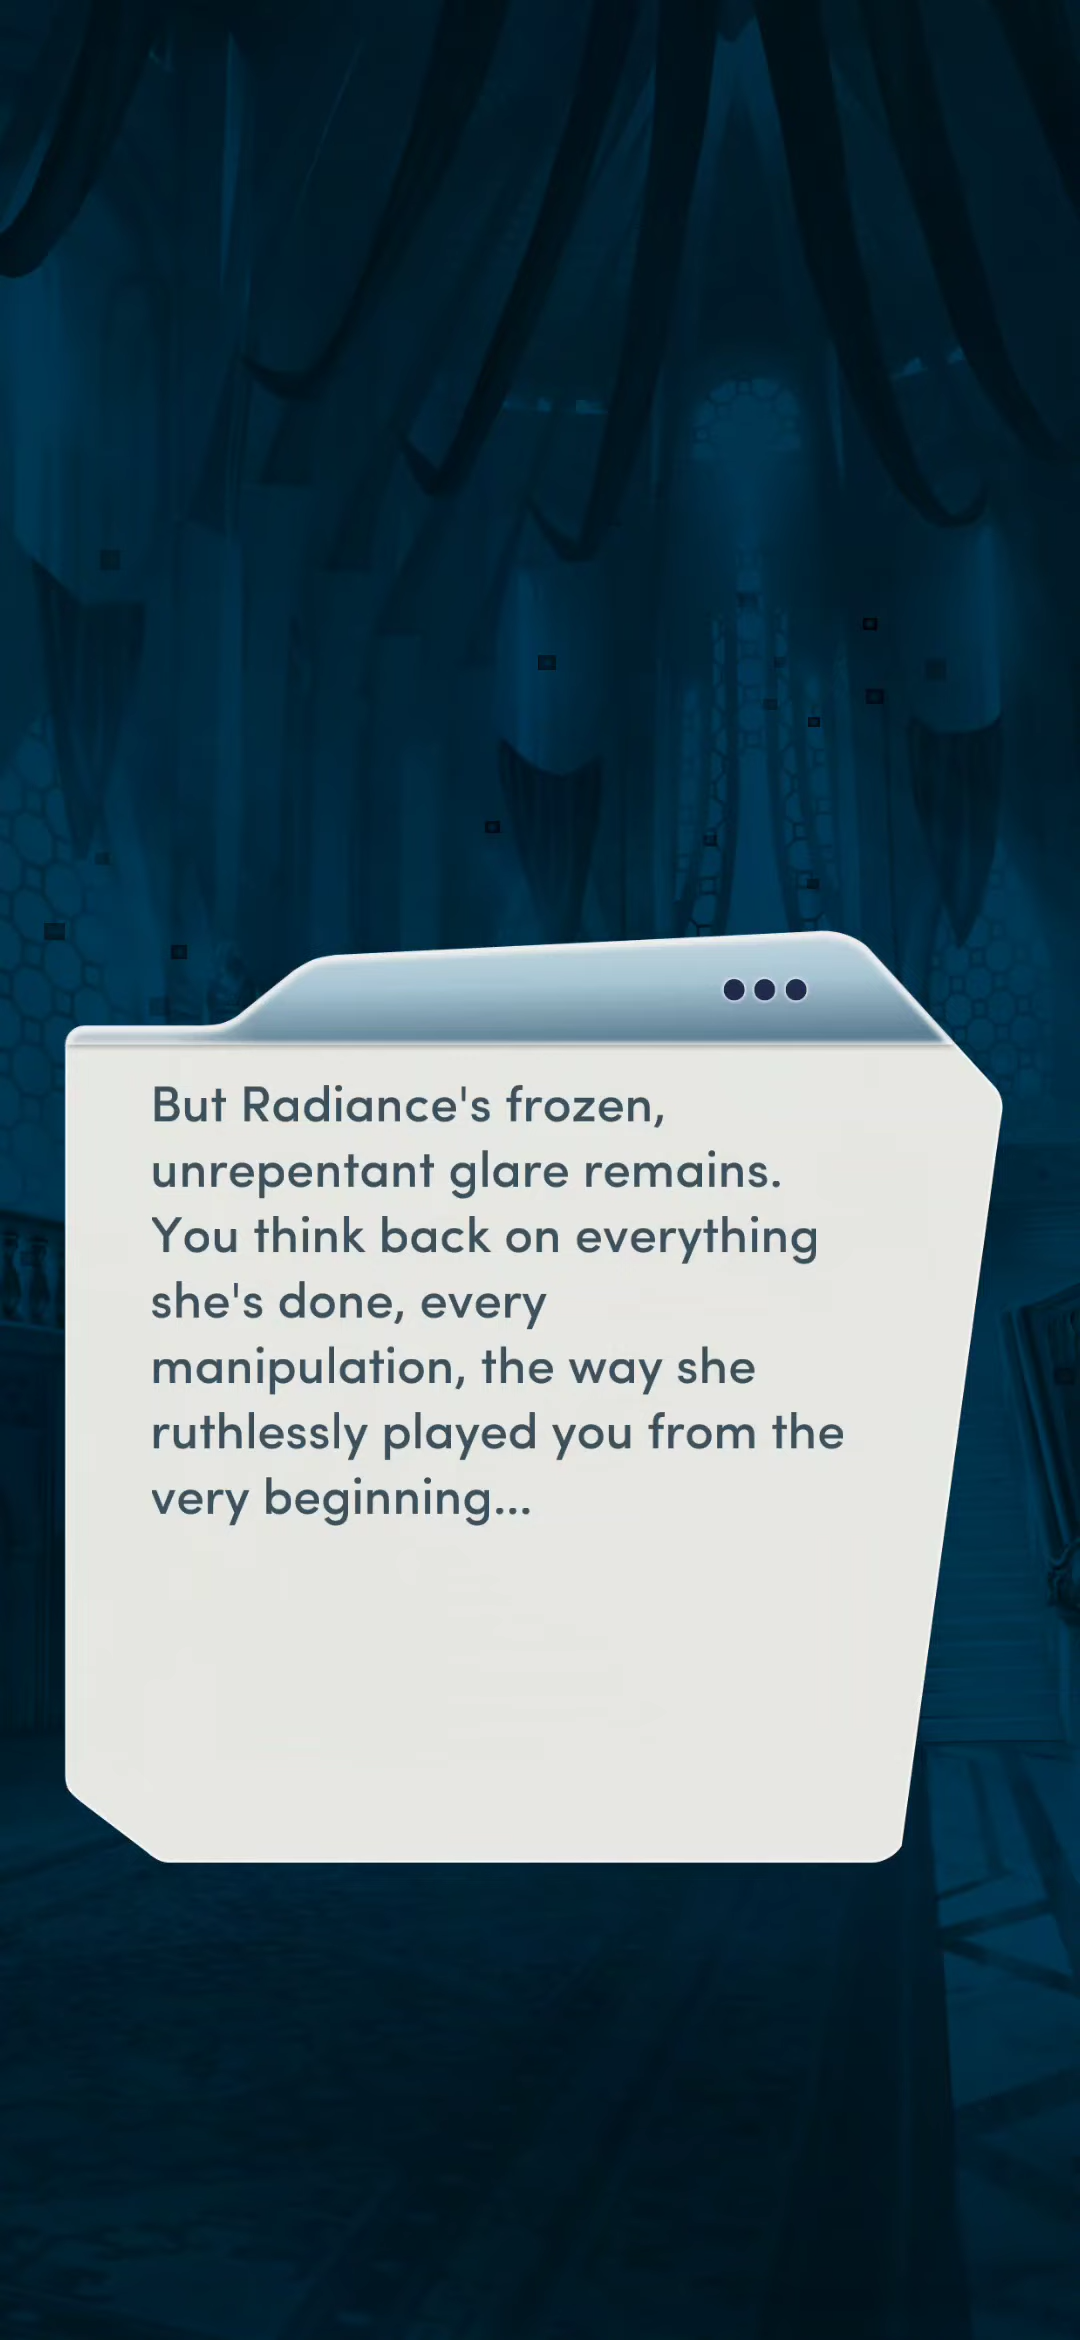 But Radiance's frozen,
unrepentant glare remains.
You think back on everything
she's done, every
manipulation, the way she
ruthlessly played you from the
very beginning...